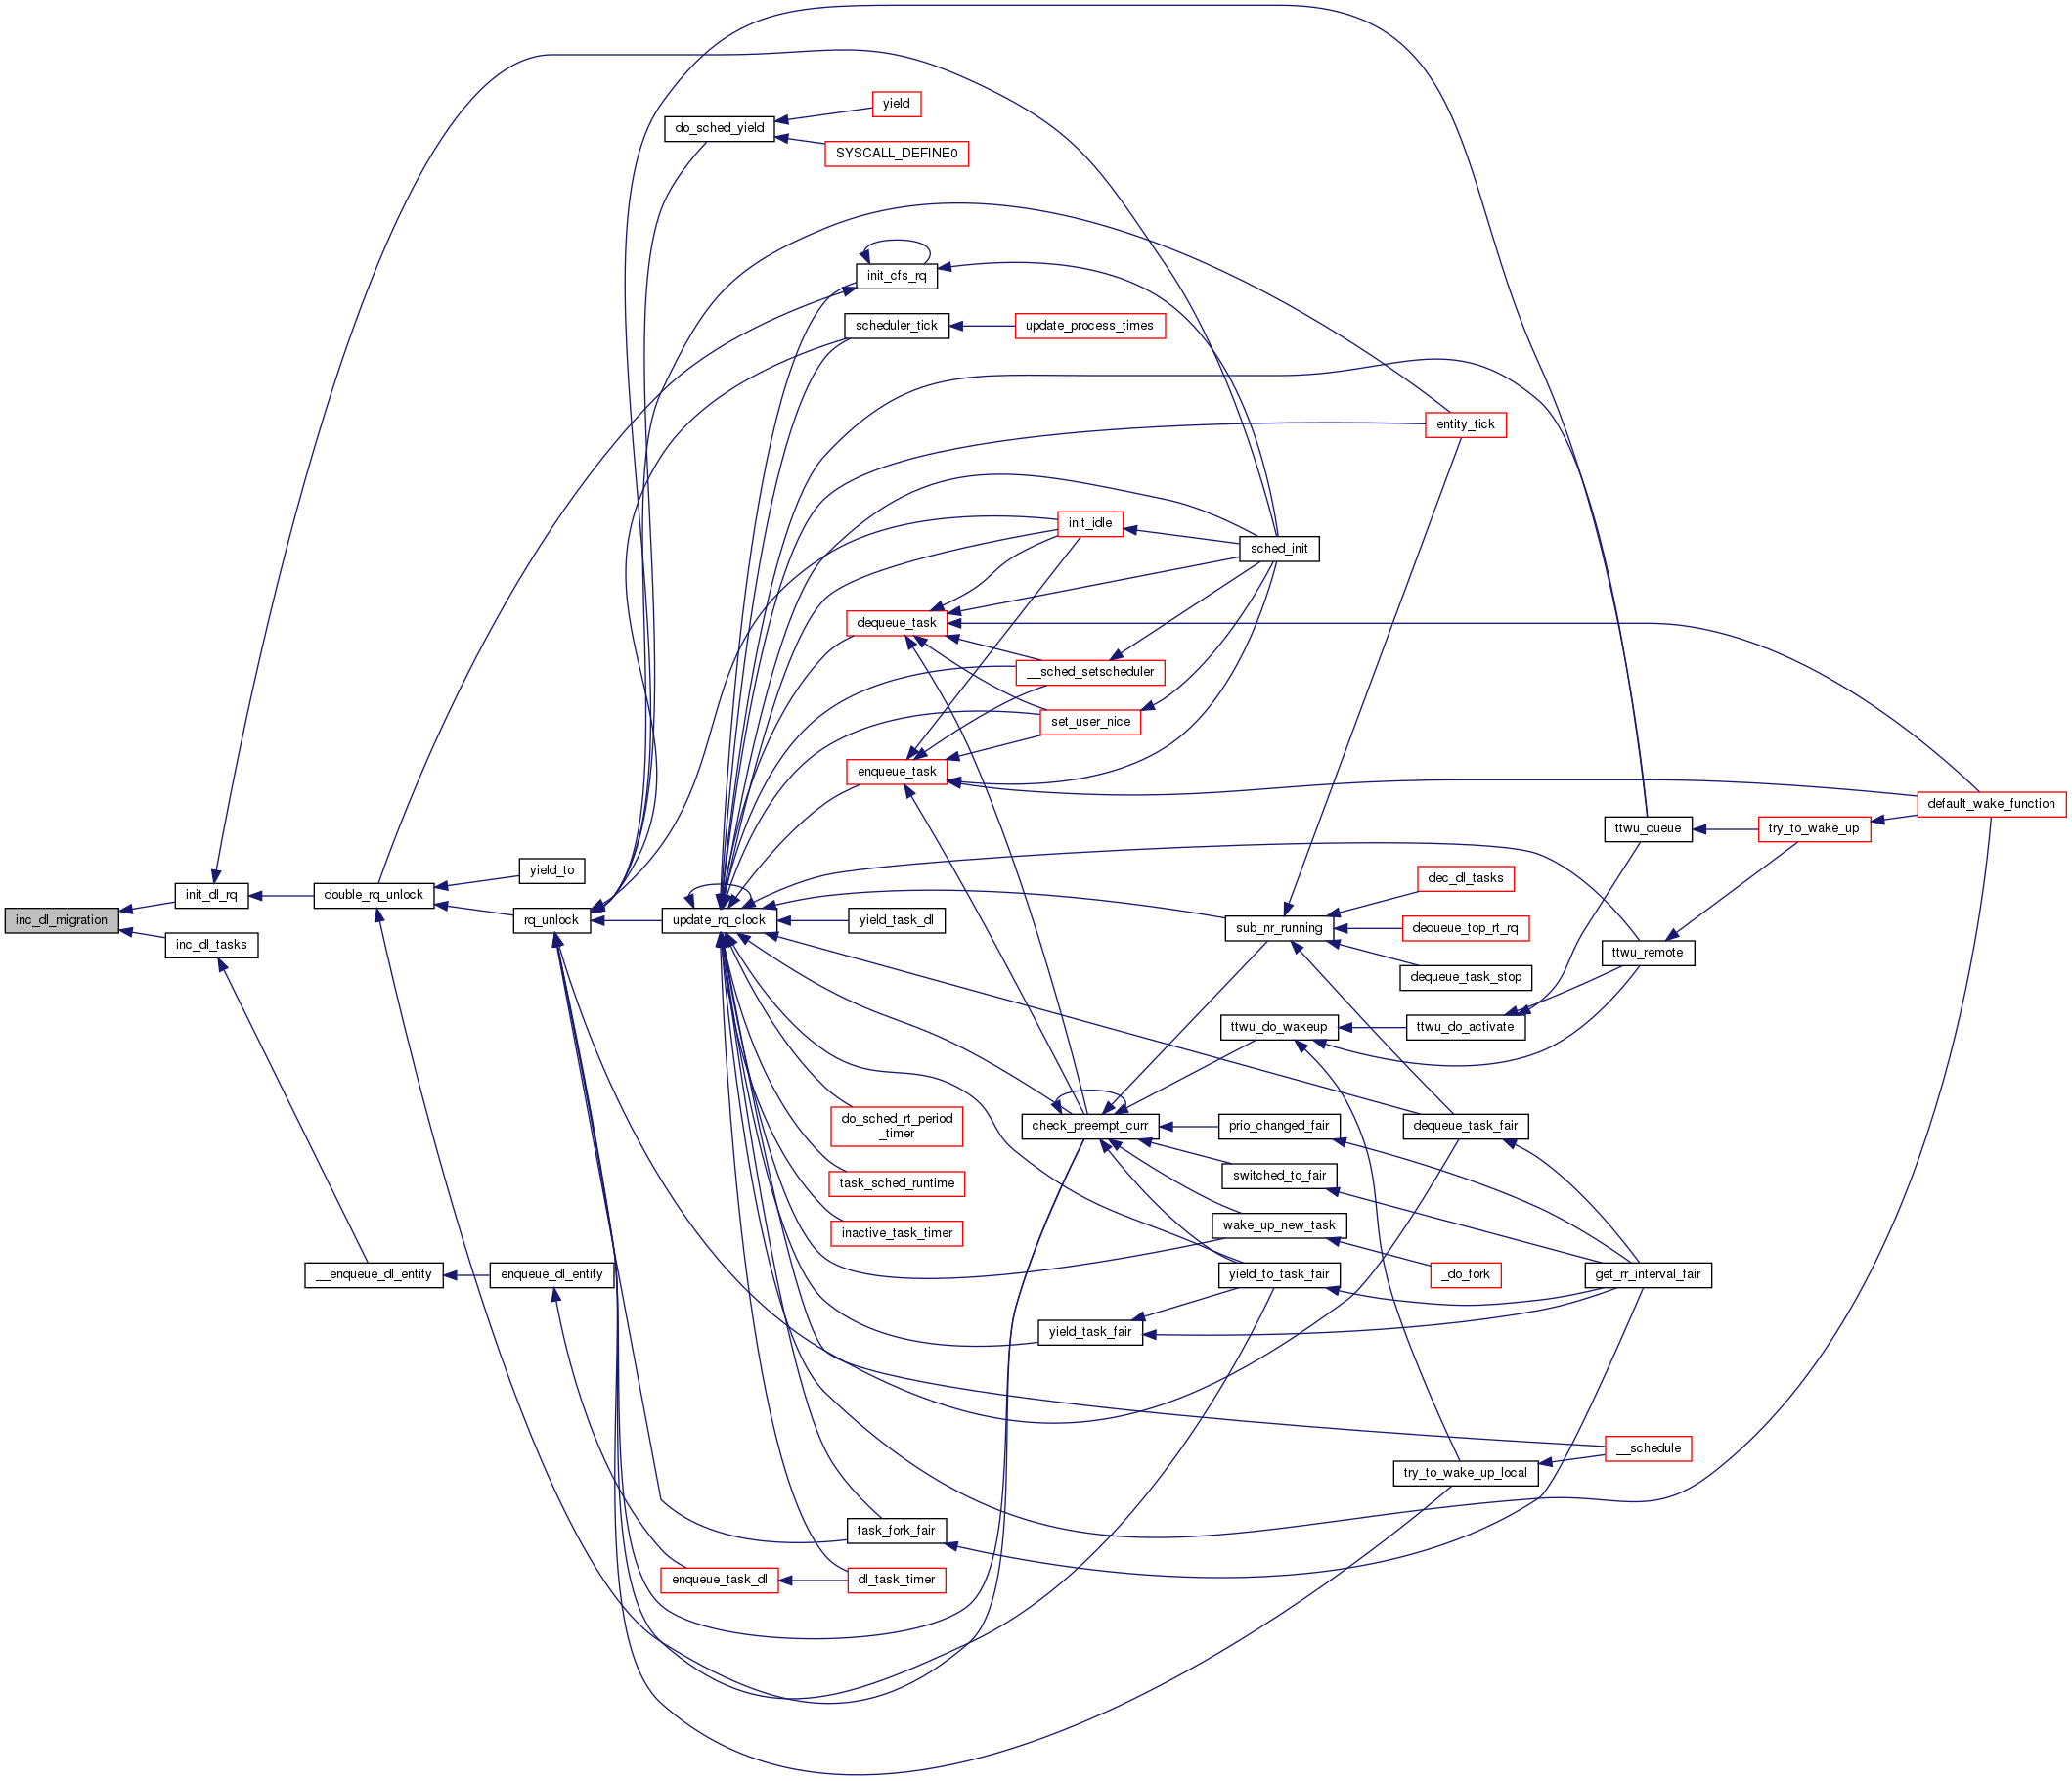 yield
do_sched_yield
SYSCALL_DEFINE0
init_cfs_rq
scheduler_tick
update_process_times
entity_tick
init_idle
sched_init
dequeue_task
__sched_setscheduler
set_user_nice
enqueue_task
default_wake_function
ttwu_queue
try_to_wake_up
yield_to
dec_dl_tasks
init_dl_rq
double_rq_unlock
inc_dl_migration
rq_unlock
update_rq_clock
yield_task_dl
sub_nr_running
dequeue_top_rt_rq
inc_dl_tasks
ttwu_remote
dequeue_task_stop
ttwu_do_wakeup
ttwu_do_activate
do_sched_rt_period
_timer
check_preempt_curr
prio_changed_fair
dequeue_task_fair
task_sched_runtime
switched_to_fair
inactive_task_timer
wake_up_new_task
__enqueue_dl_entity
enqueue_dl_entity
yield_to_task_fair
_do_fork
get_rr_interval_fair
yield_task_fair
__schedule
try_to_wake_up_local
task_fork_fair
enqueue_task_dl
dl_task_timer